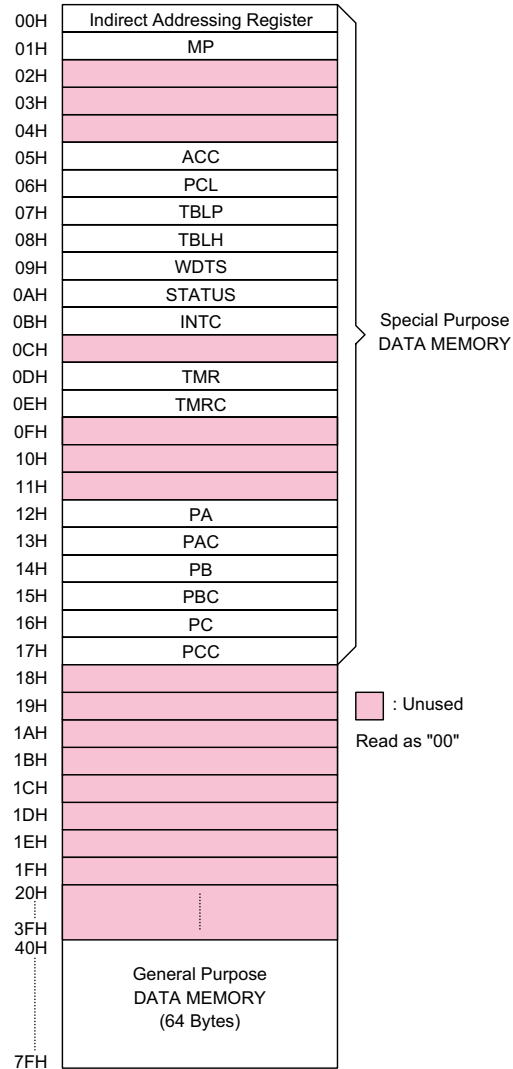 00H Indirect Addressing Register
01H MP
02H
03H
04H
05H ACC
06H PCL
07H TBLP
08H TBLH
09H WDTS
0AH STATUS
0BH INTC
0CH
0DH TMR
0EH TMRC
0FH
10H
11H
12H PA
13H PAC
14H PB
15H PBC
16H PC
17H PCC
Special Purpose
DATA MEMORY
18H
19H
1AH
1BH
1CH
1DH
1EH
1FH
20H
3FH
40H
General Purpose
DATA MEMORY
(64 Bytes)
7FH
: Unused
Read as "00"